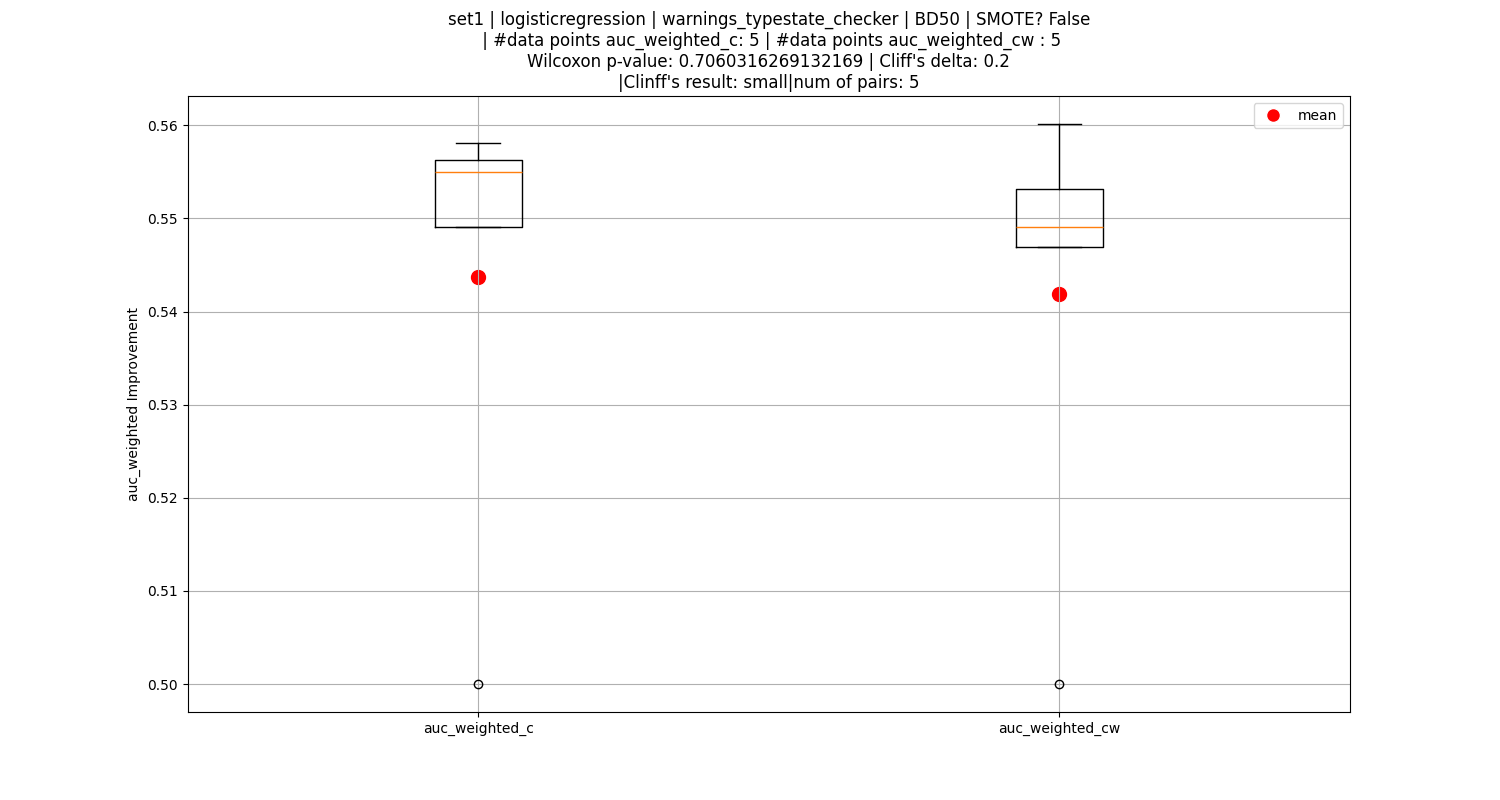 set1 | logisticregression | warnings_typestate_checker | BD50 | SMOTE? False
| #data points auc_weighted_c: 5 | #data points auc_weighted_cw : 5
Wilcoxon p-value: 0.7060316269132169 | Cliff's delta: 0.2
|Clinff's result: small|num of pairs: 5
mean
0.56
0.55
0.54
0.53
0.52
0.51
0.50
auc_weighted Improvement
auc_weighted_c
auc_weighted_cw